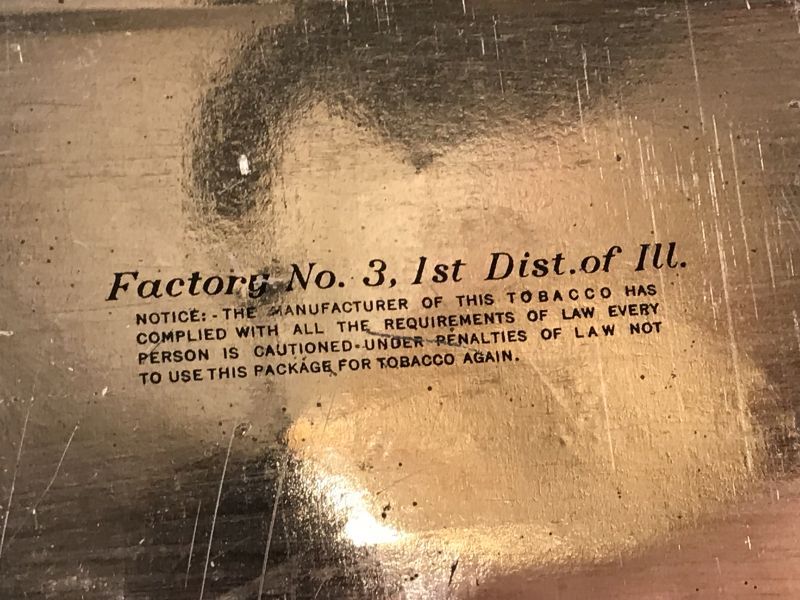 Factory No. 3, 1st Dist.of Ill.
NOTICE:-THE MANUFACTURER OF THIS TOBACCO HAS
COMPLIED WITH ALL THE REQUIREMENTS OF LAW EVERY
PERSON IS CAUTIONED-UNDER PENALTIES OF LAW NOT
TO USE THIS PACKAGE FOR TOBACCO AGAIN.